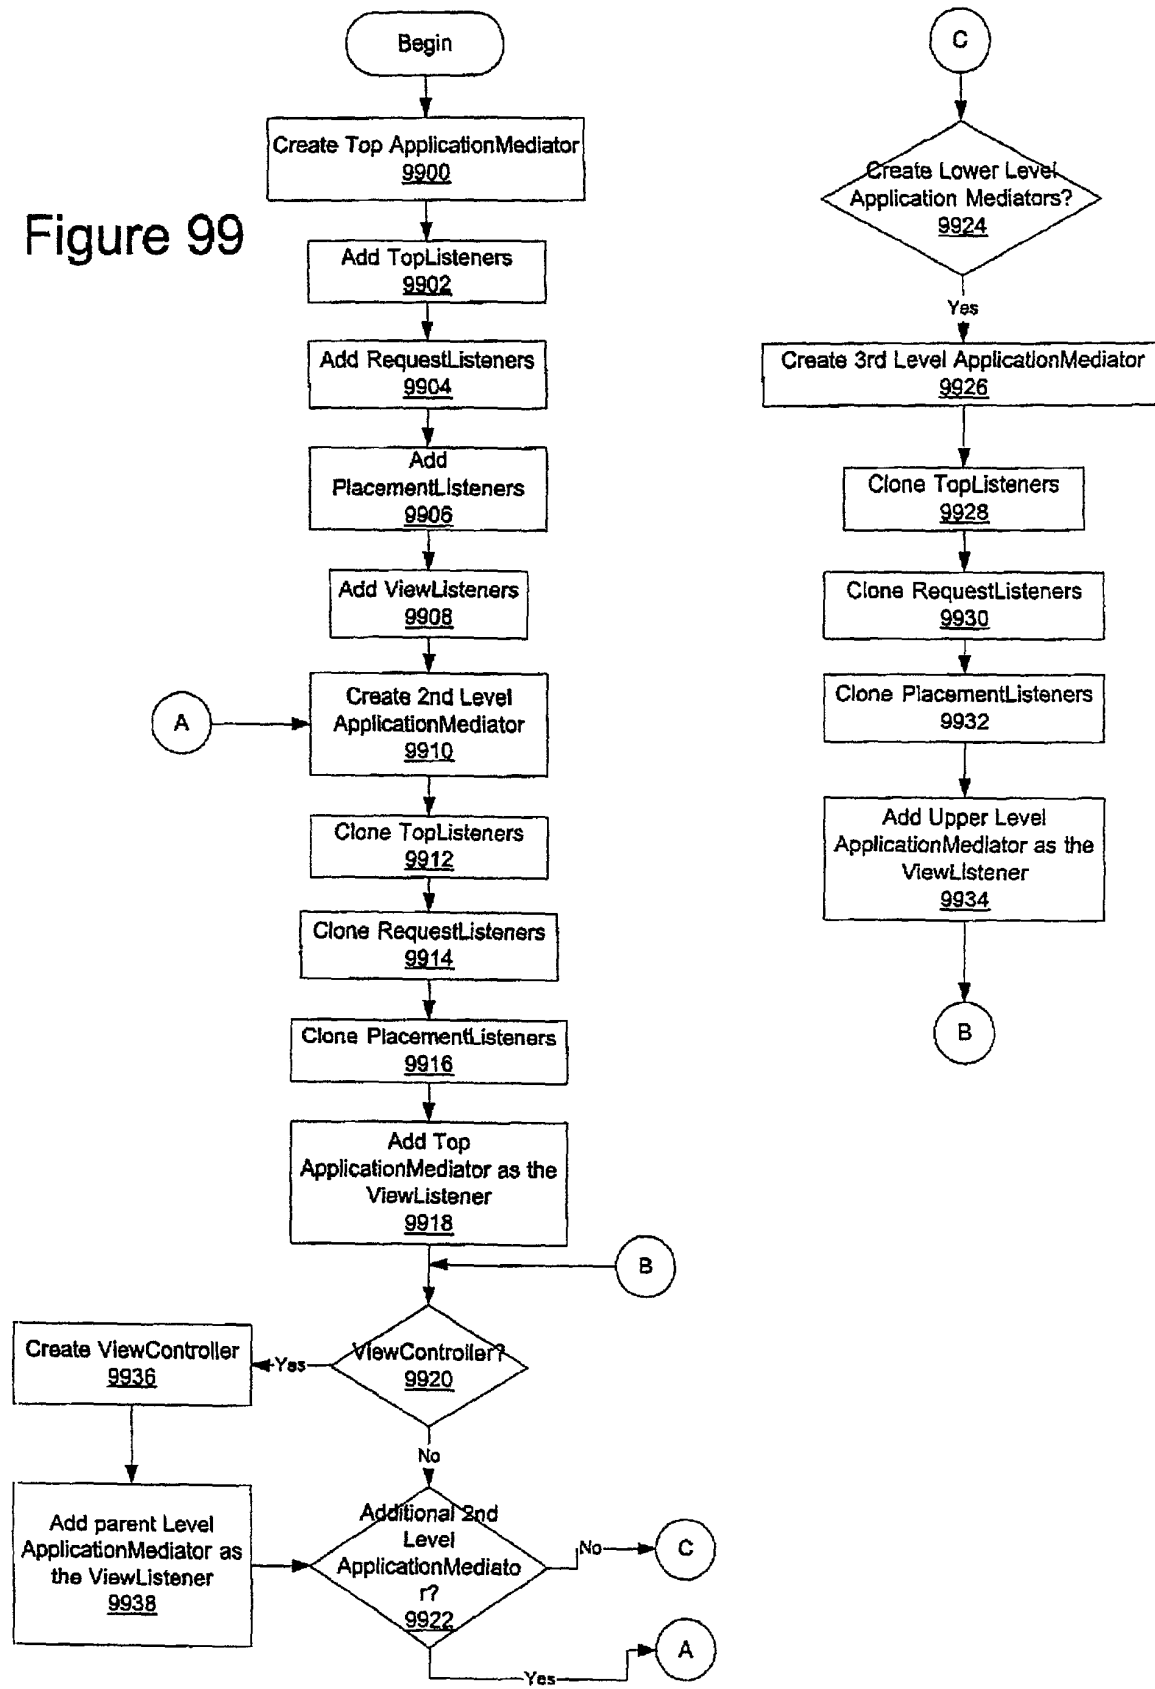 Begin
Create Top ApplicationMediator
9900
Figure 99
Add TopListeners
9902
Add RequestListeners
9904
Add
PlacementListeners
9906
Add ViewListeners
9908
A
Create 2nd Level
ApplicationMediator
9910
Clone TopListeners
9912
Clone RequestListeners
9914
Clone PlacementListeners
9916
Add Top
ApplicationMediator as the
ViewListener
9918
B
ViewController?
9920
Yes
Create ViewController
9936
No
Add parent Level
ApplicationMediator as
the ViewListener
9938
Additional 2nd
Level
ApplicationMediato
r?
9922
No
C
Yes
A
C
Create Lower Level
Application Mediators?
9924
Yes
Create 3rd Level ApplicationMediator
9926
Clone TopListeners
9928
Clone RequestListeners
9930
Clone PlacementListeners
9932
Add Upper Level
ApplicationMediator as the
ViewListener
9934
B